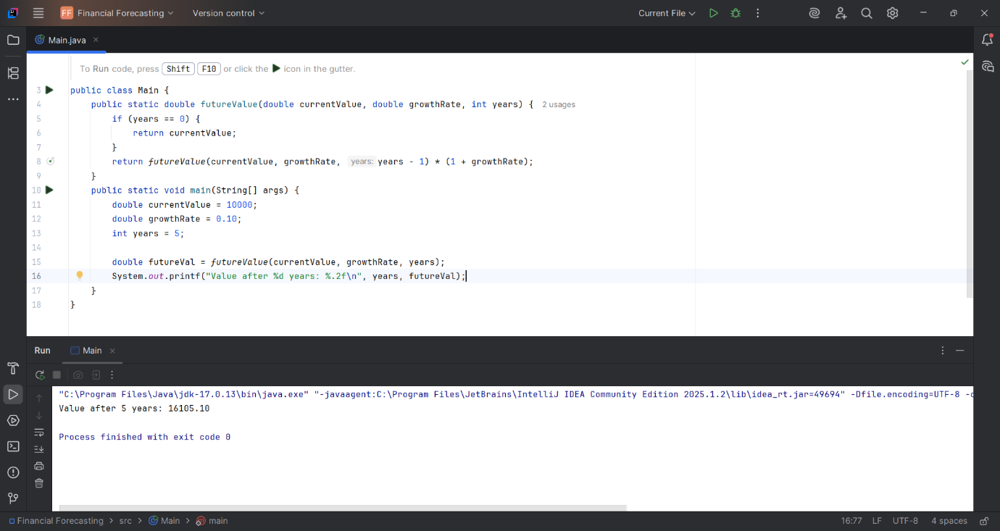 FF Financial Forecasting Version control Current File
Main.java
To Run code, press Shift F10 or click the icon in the gutter.
3 public class Main {
4 public static double futureValue(double currentValue, double growthRate, int years) { 2 usages
5 if (years == 0) {
6 return currentValue;
7 }
8 return futureValue(currentValue, growthRate, years: years - 1) * (1 + growthRate);
9 }
10 public static void main(String[] args) {
11 double currentValue = 10000;
12 double growthRate = 0.10;
13 int years = 5;
14
15 double futureVal = futureValue(currentValue, growthRate, years);
16 System.out.printf("Value after %d years: %.2f\n", years, futureVal);
17 }
18 }
Run Main
"C:\Program Files\Java\jdk-17.0.13\bin\java.exe" "-javaagent:C:\Program Files\JetBrains\IntelliJ IDEA Community Edition 2025.1.2\lib\idea_rt.jar=49694" -Dfile.encoding=UTF-8 -c
Value after 5 years: 16105.10
Process finished with exit code 0
Financial Forecasting > src > Main > main 16:77 LF UTF-8 4 spaces